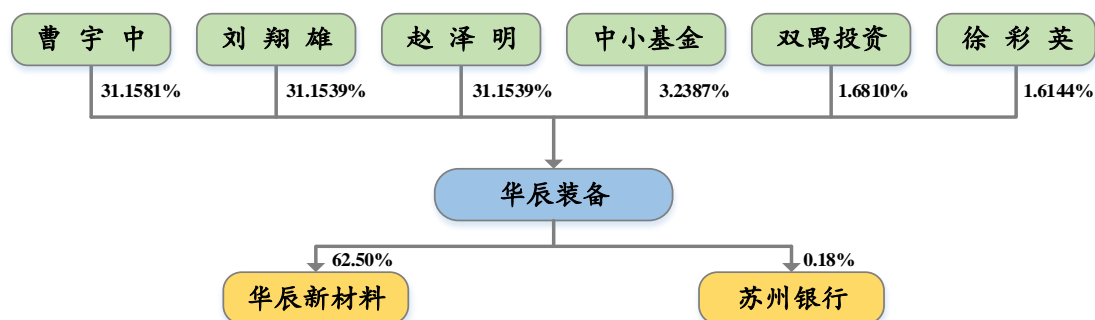 曹宇中 刘翔雄 赵泽明 中小基金 双禺投资 徐彩英
31.1581% 31.1539% 31.1539% 3.2387% 1.6810% 1.6144%
华辰装备
62.50% 0.18%
华辰新材料 苏州银行